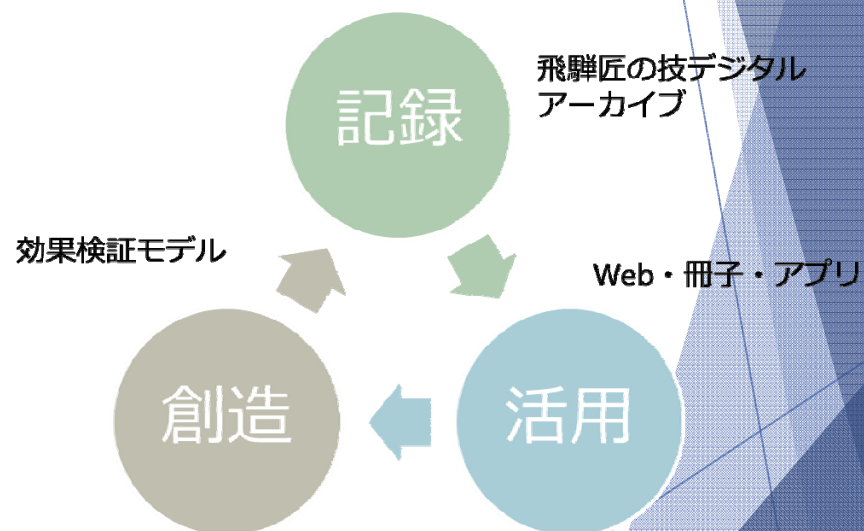 記録
飛騨匠の技デジタル
アーカイブ
効果検証モデル
Web・冊子・アプリ
創造
活用